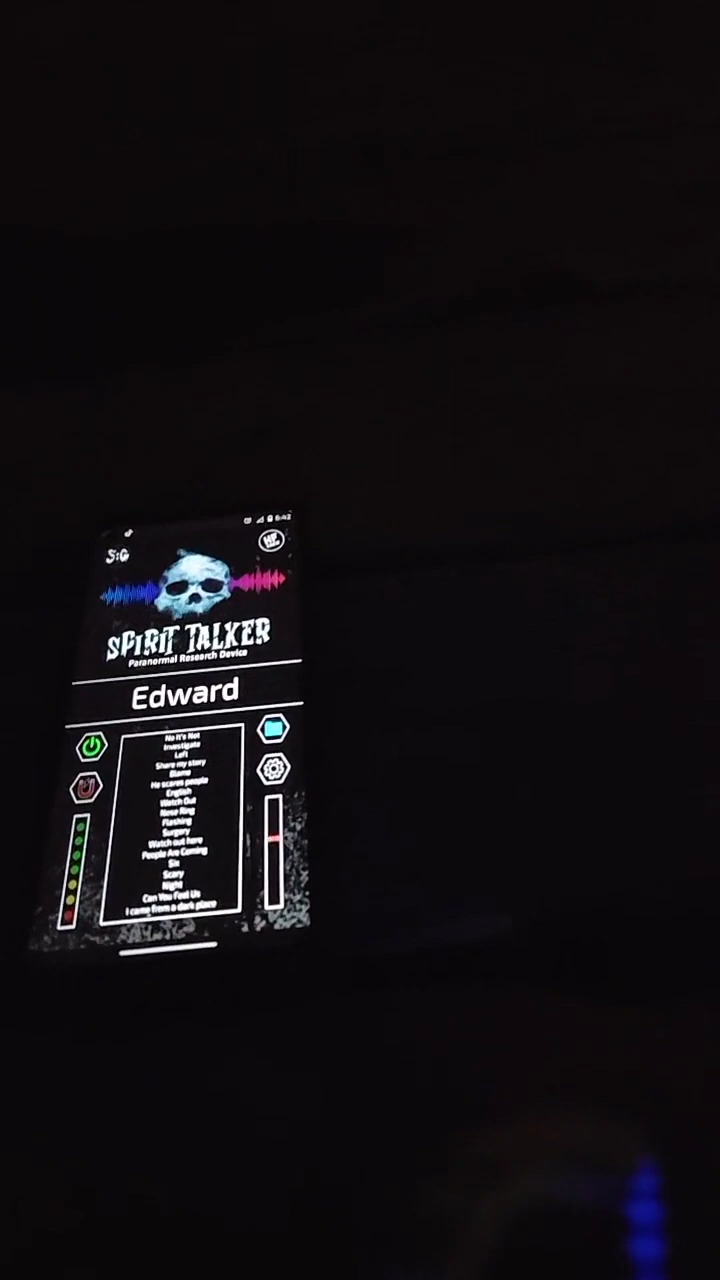 6:42
S:G
SPIRIT TALKER
Paranormal Research Device
Edward
No It's Not
Investigate
Left
Share my story
Blame
He scares people
English
Watch Out
Nose Ring
Flashing
Surgery
Watch out here
People Are Coming
Six
Scary
Night
Can You Feel Us
I came from a dark place